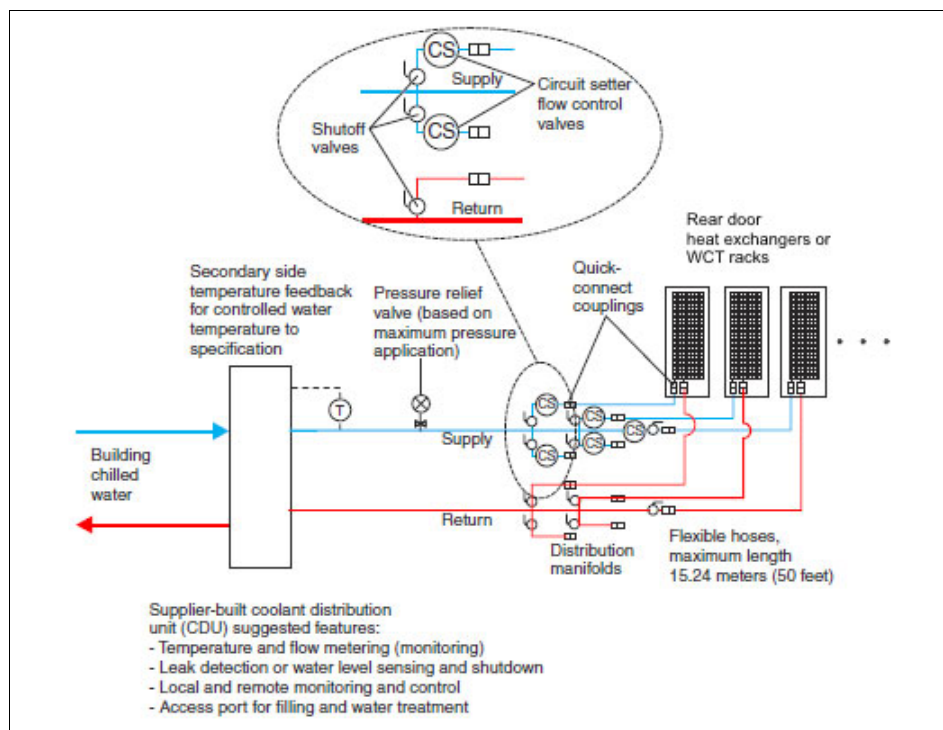 CS
Supply
Circuit setter
flow control
valves
CS
Shutoff
valves
Return
Rear door
heat exchangers or
WCT racks
Secondary side
temperature feedback
for controlled water
temperature to
specification
Pressure relief
valve (based on
maximum pressure
application)
Quick-
connect
couplings
T
CS
CS
CS
CS
CS
Supply
Building
chilled
water
Return
Distribution
manifolds
Flexible hoses,
maximum length
15.24 meters (50 feet)
Supplier-built coolant distribution
unit (CDU) suggested features:
- Temperature and flow metering (monitoring)
- Leak detection or water level sensing and shutdown
- Local and remote monitoring and control
- Access port for filling and water treatment